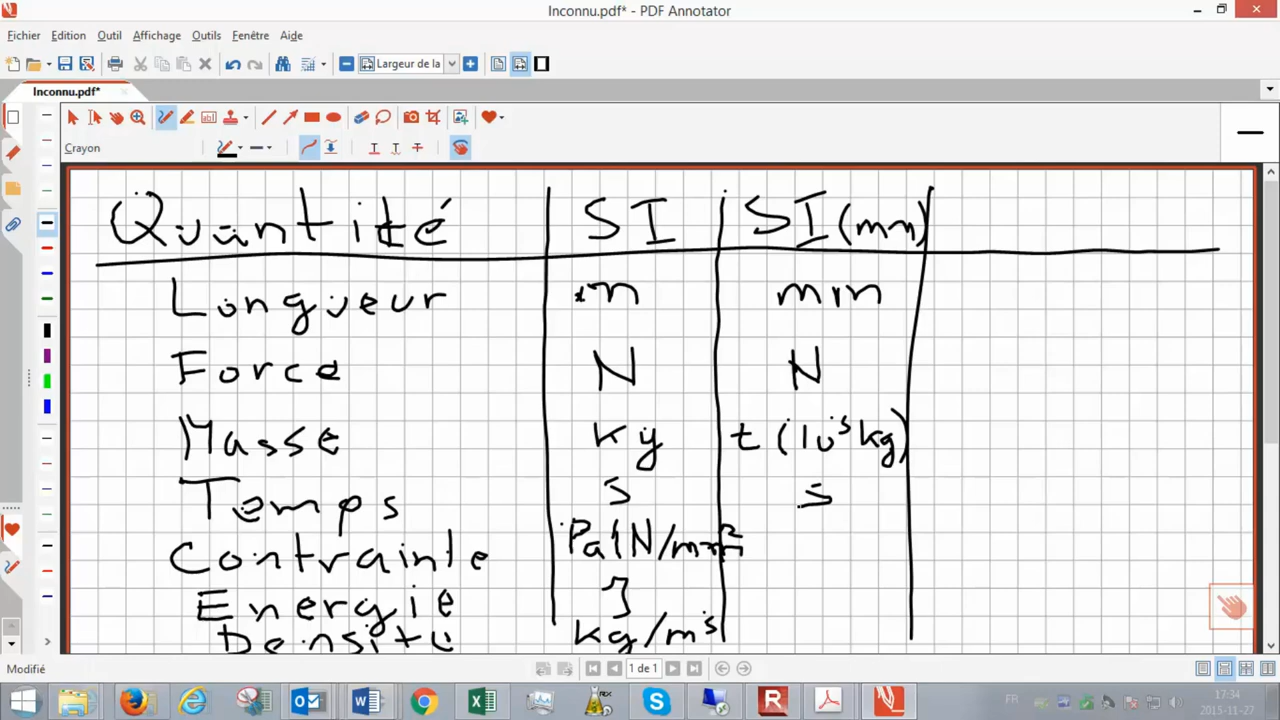 Inconnu.pdf* - PDF Annotator
Fichier Edition Outil Affichage Outils Fenêtre Aide
Largeur de la
Inconnu.pdf*
Crayon
Quantité SI SI(mm)
Longueur m mm
Force N N
Masse kg t (10³kg)
Temps s s
Contrainte Pa(N/mm²
Energie J
Densité kg/m³
1 de 1
Modifié
FR 17:34
2015-11-27